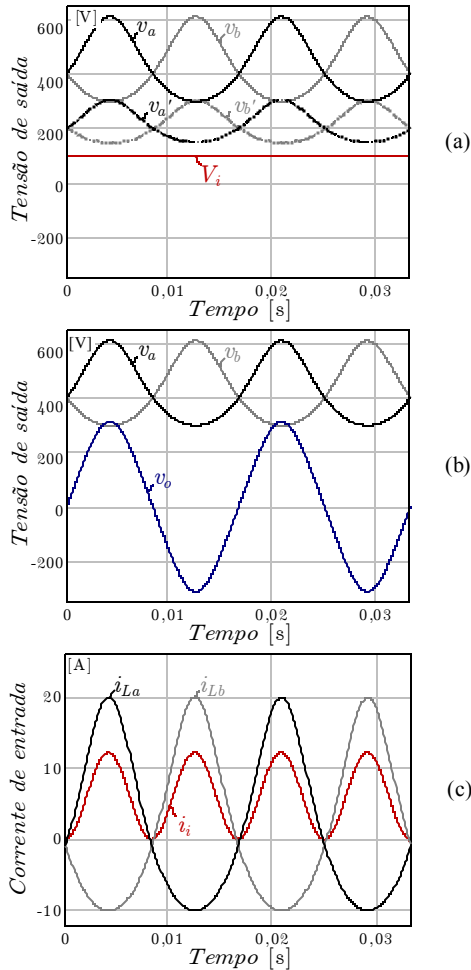 [V]
600
400
200
0
-200
Tensão de saída
v_a
v_b
v_a'
v_b'
V_i
(a)
0
0,01
0,02
0,03
Tempo [s]
[V]
600
400
200
0
-200
Tensão de saída
v_a
v_b
v_o
(b)
0
0,01
0,02
0,03
Tempo [s]
[A]
20
10
0
-10
Corrente de entrada
i_La
i_Lb
i_i
(c)
0
0,01
0,02
0,03
Tempo [s]